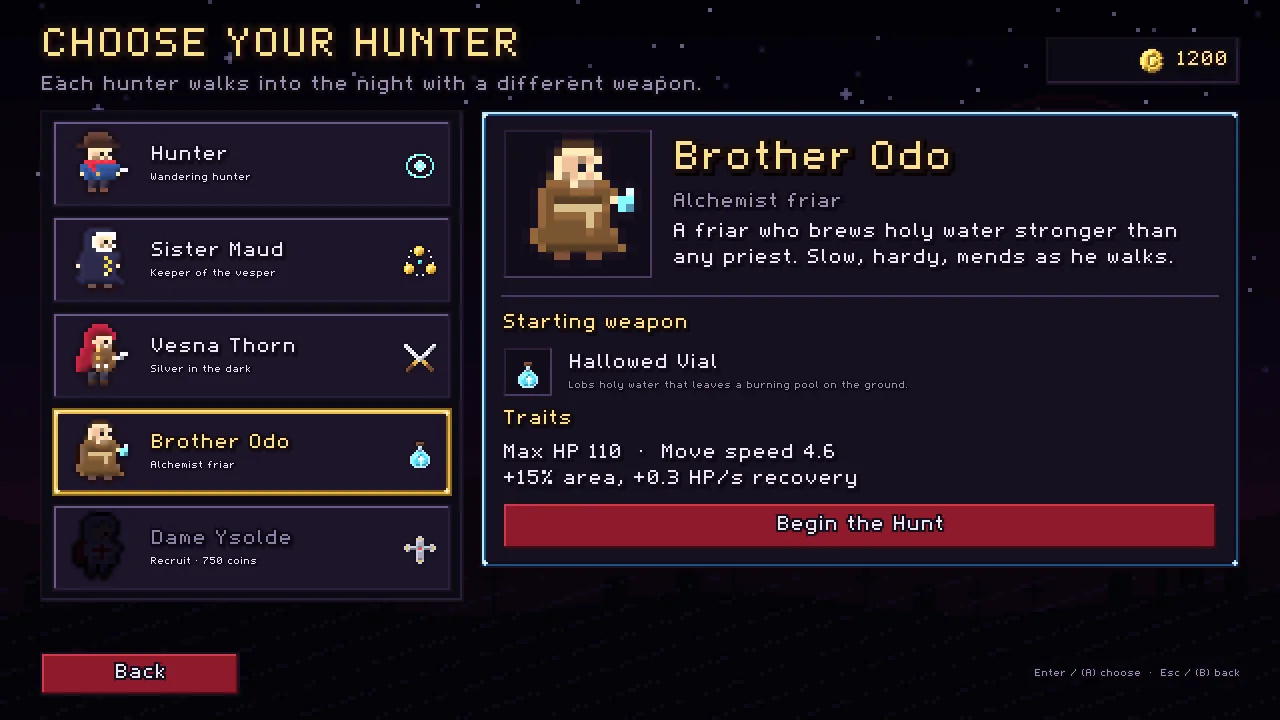 CHOOSE YOUR HUNTER
Each hunter walks into the night with a different weapon.
1200
Hunter
Wandering hunter
Sister Maud
Keeper of the vesper
Vesna Thorn
Silver in the dark
Brother Odo
Alchemist friar
Dame Ysolde
Recruit · 750 coins
Brother Odo
Alchemist friar
A friar who brews holy water stronger than
any priest. Slow, hardy, mends as he walks.
Starting weapon
Hallowed Vial
Lobs holy water that leaves a burning pool on the ground.
Traits
Max HP 110 · Move speed 4.6
+15% area, +0.3 HP/s recovery
Begin the Hunt
Back
Enter / (A) choose · Esc / (B) back